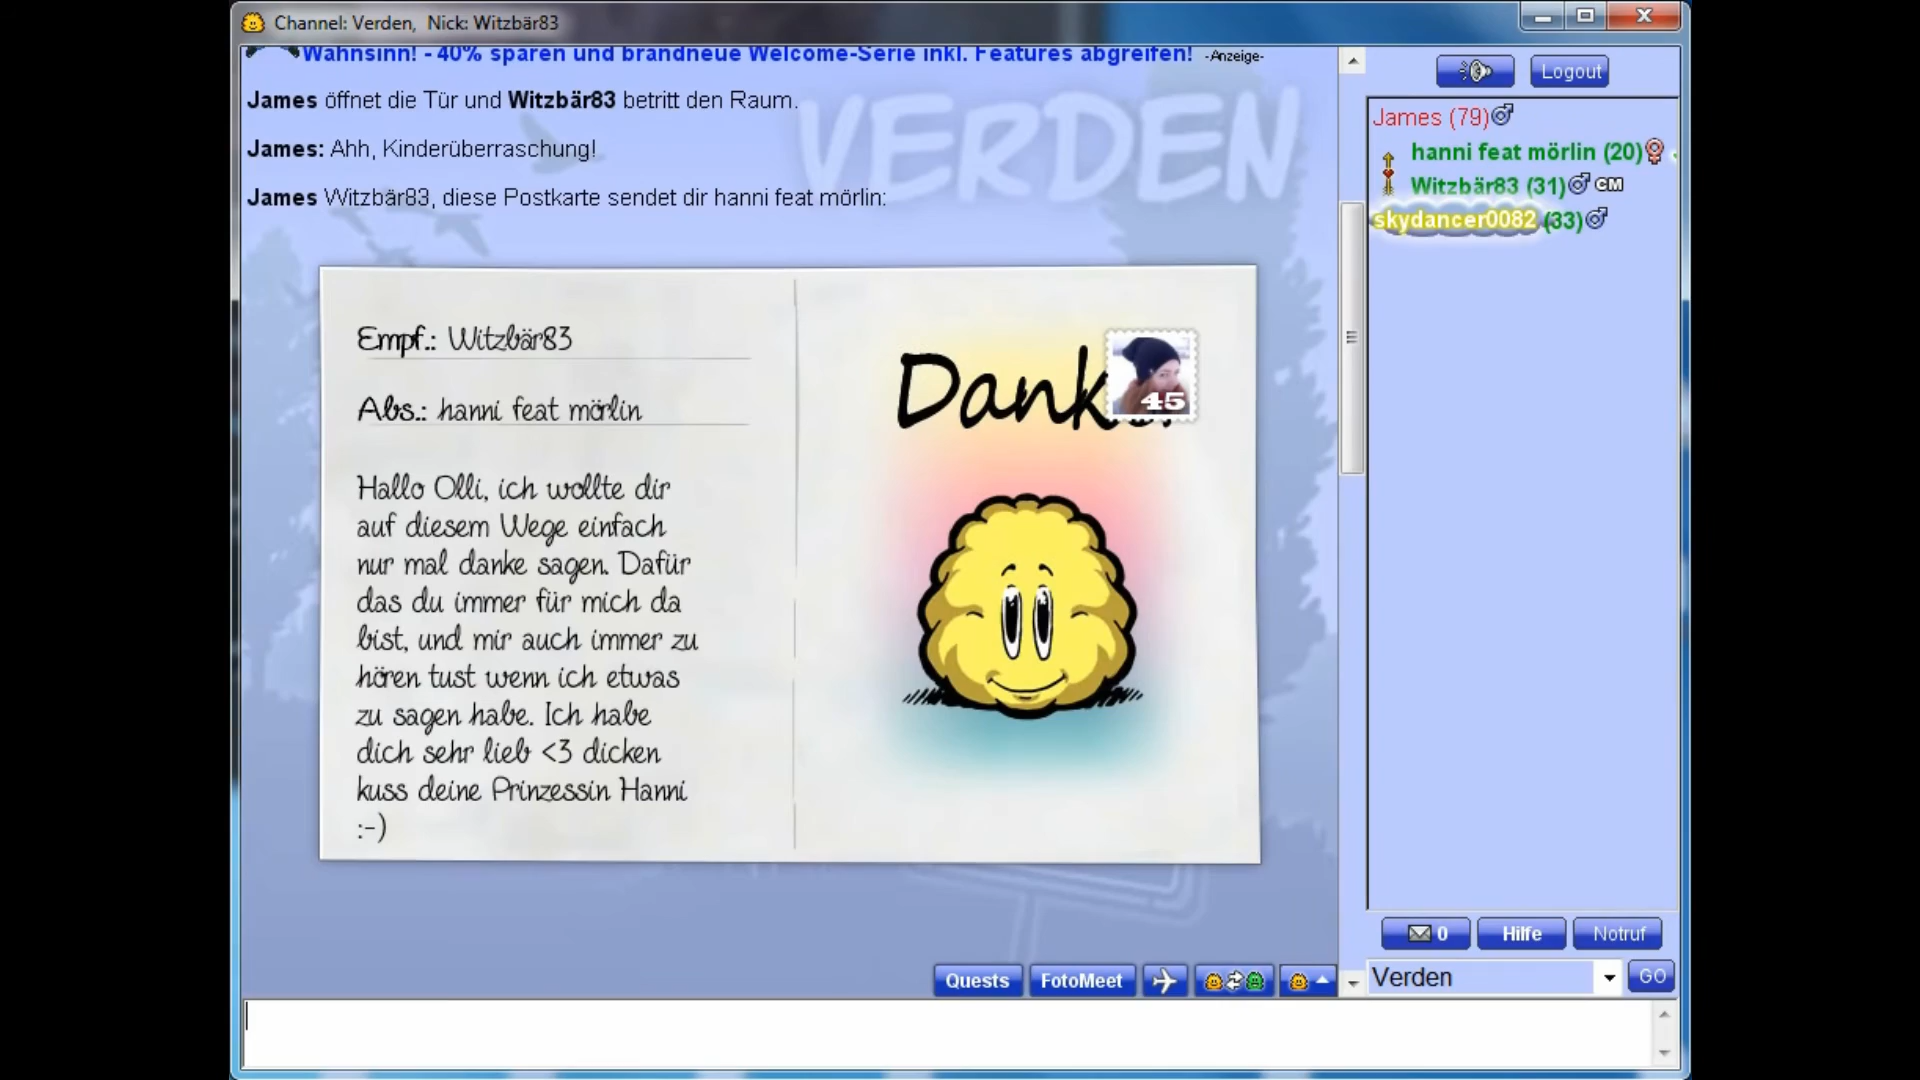 Channel: Verden, Nick: Witzbär83
Wahnsinn! - 40% sparen und brandneue Welcome-Serie inkl. Features abgreifen! -Anzeige-
James öffnet die Tür und Witzbär83 betritt den Raum.
James: Ahh, Kinderüberraschung!
James Witzbär83, diese Postkarte sendet dir hanni feat mörlin:
VERDEN
Empf.: Witzbär83
Abs.: hanni feat mörlin
Hallo Olli, ich wollte dir
auf diesem Wege einfach
nur mal danke sagen. Dafür
das du immer für mich da
bist, und mir auch immer zu
hören tust wenn ich etwas
zu sagen habe. Ich habe
dich sehr lieb <3 dicken
kuss deine Prinzessin Hanni
:-)
45
Logout
James (79)
hanni feat mörlin (20)
Witzbär83 (31) CM
skydancer0082 (33)
0 Hilfe Notruf
Verden GO
Quests FotoMeet